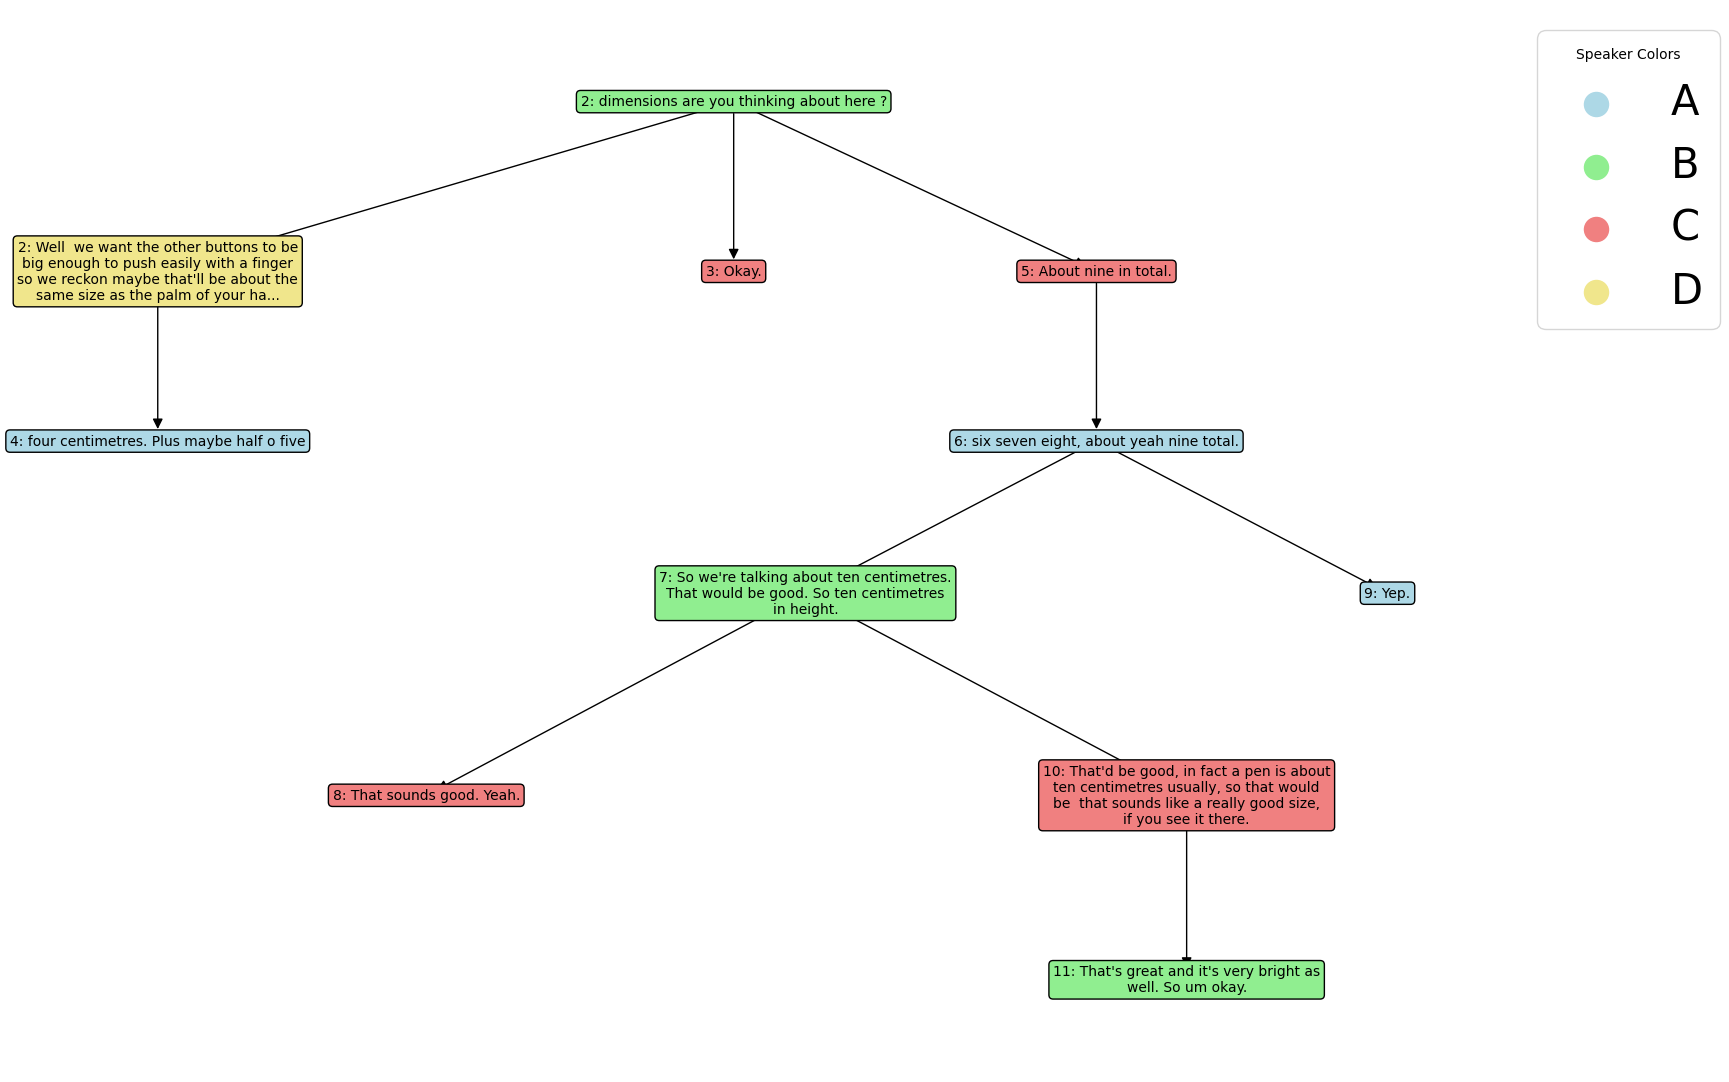 Speaker Colors
A
B
C
D
2: dimensions are you thinking about here ?
2: Well  we want the other buttons to be
big enough to push easily with a finger
so we reckon maybe that'll be about the
same size as the palm of your ha...
3: Okay.
5: About nine in total.
4: four centimetres. Plus maybe half o five
6: six seven eight, about yeah nine total.
7: So we're talking about ten centimetres.
That would be good. So ten centimetres
in height.
9: Yep.
8: That sounds good. Yeah.
10: That'd be good, in fact a pen is about
ten centimetres usually, so that would
be  that sounds like a really good size,
if you see it there.
11: That's great and it's very bright as
well. So um okay.